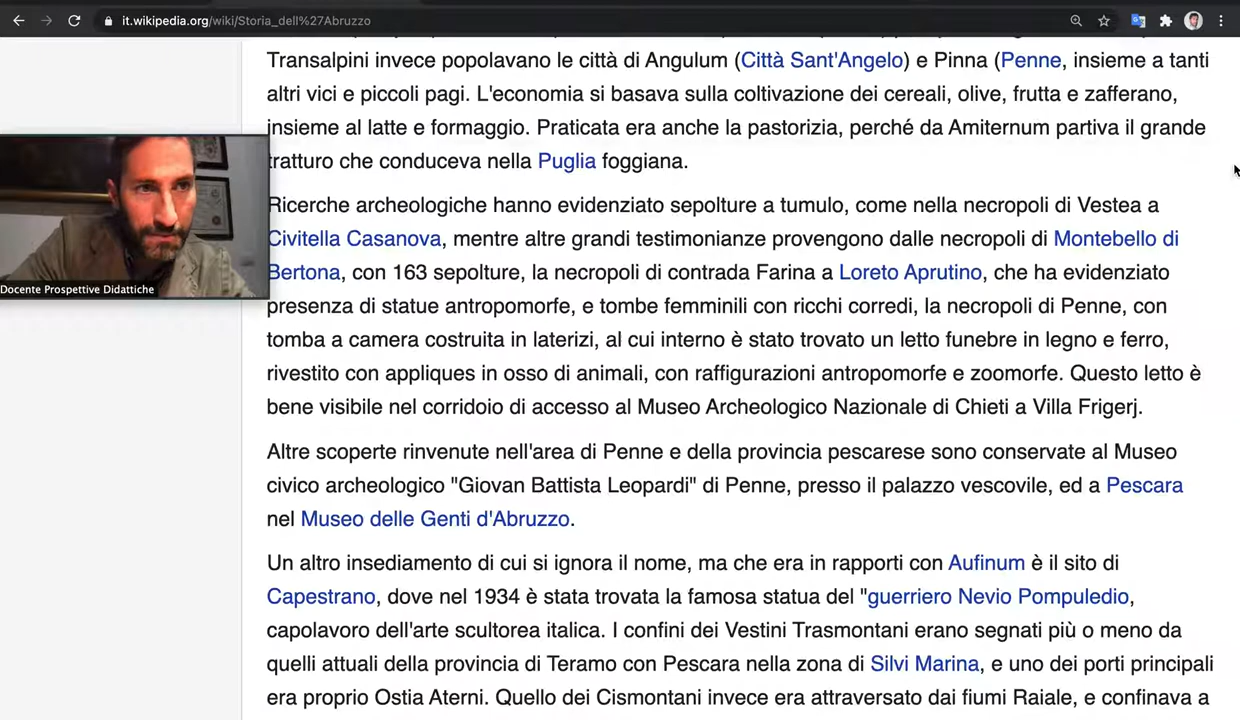 it.wikipedia.org/wiki/Storia_dell%27Abruzzo
Transalpini invece popolavano le città di Angulum (Città Sant'Angelo) e Pinna (Penne, insieme a tanti
altri vici e piccoli pagi. L'economia si basava sulla coltivazione dei cereali, olive, frutta e zafferano,
insieme al latte e formaggio. Praticata era anche la pastorizia, perché da Amiternum partiva il grande
tratturo che conduceva nella Puglia foggiana.
Ricerche archeologiche hanno evidenziato sepolture a tumulo, come nella necropoli di Vestea a
Civitella Casanova, mentre altre grandi testimonianze provengono dalle necropoli di Montebello di
Bertona, con 163 sepolture, la necropoli di contrada Farina a Loreto Aprutino, che ha evidenziato
presenza di statue antropomorfe, e tombe femminili con ricchi corredi, la necropoli di Penne, con
tomba a camera costruita in laterizi, al cui interno è stato trovato un letto funebre in legno e ferro,
rivestito con appliques in osso di animali, con raffigurazioni antropomorfe e zoomorfe. Questo letto è
bene visibile nel corridoio di accesso al Museo Archeologico Nazionale di Chieti a Villa Frigerj.
Altre scoperte rinvenute nell'area di Penne e della provincia pescarese sono conservate al Museo
civico archeologico "Giovan Battista Leopardi" di Penne, presso il palazzo vescovile, ed a Pescara
nel Museo delle Genti d'Abruzzo.
Un altro insediamento di cui si ignora il nome, ma che era in rapporti con Aufinum è il sito di
Capestrano, dove nel 1934 è stata trovata la famosa statua del "guerriero Nevio Pompuledio,
capolavoro dell'arte scultorea italica. I confini dei Vestini Trasmontani erano segnati più o meno da
quelli attuali della provincia di Teramo con Pescara nella zona di Silvi Marina, e uno dei porti principali
era proprio Ostia Aterni. Quello dei Cismontani invece era attraversato dai fiumi Raiale, e confinava a
Docente Prospettive Didattiche